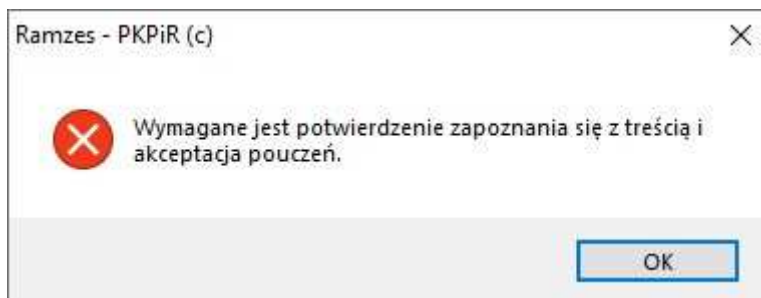 Ramzes - PKPiR (c)
Wymagane jest potwierdzenie zapoznania się z treścią i
akceptacja pouczeń.
OK